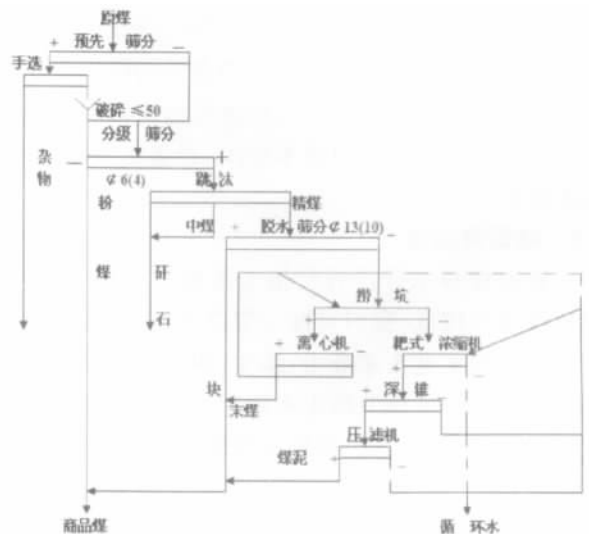 原煤
+ 预先 筛分 −
手选
破碎 ≤50
分级 筛分
杂物
− +
¢6(4) 跳汰
粉煤
精煤
中煤
+ 脱水 筛分¢13(10) −
矸石
捞 坑
+ −
+ 离心机 −
耙式 浓缩机
+ −
块
末煤
+ 深 锥 −
压 滤机
煤泥 + −
商品煤
循 环水